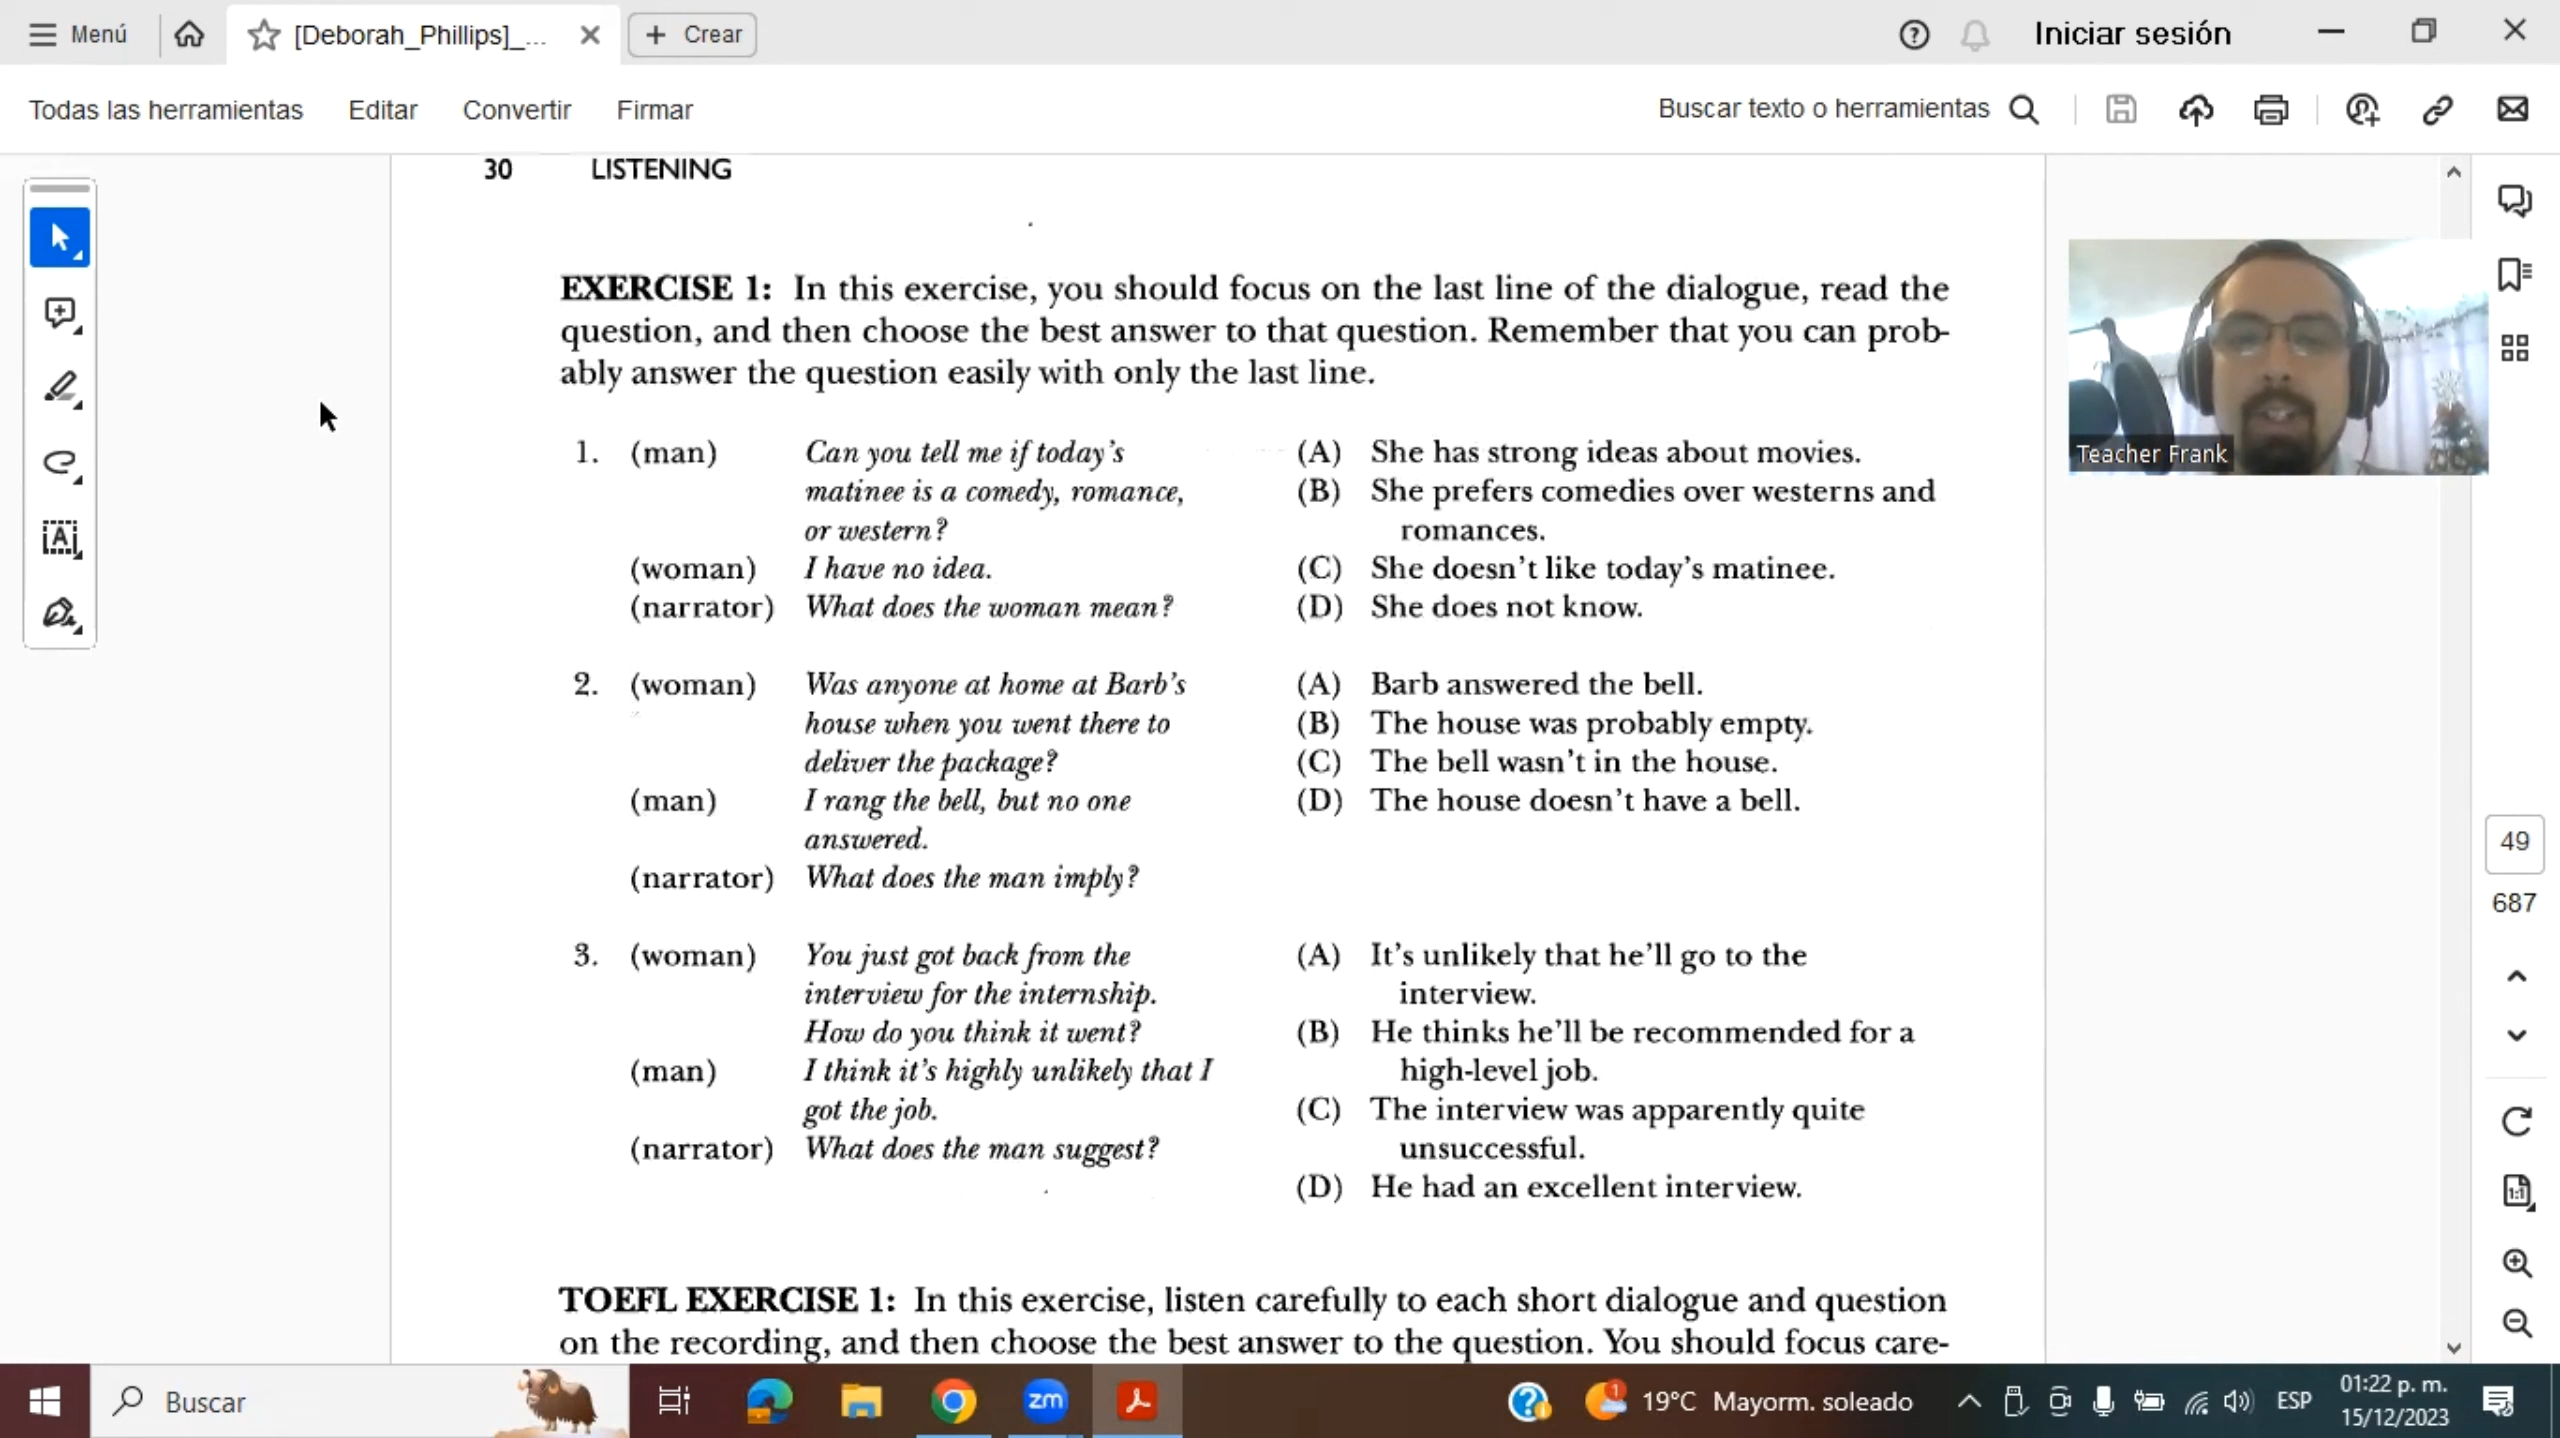 Menú
[Deborah_Phillips]_...
Crear
Iniciar sesión
Todas las herramientas Editar Convertir Firmar
Buscar texto o herramientas
30 LISTENING
EXERCISE 1: In this exercise, you should focus on the last line of the dialogue, read the
question, and then choose the best answer to that question. Remember that you can prob-
ably answer the question easily with only the last line.
1. (man) Can you tell me if today's
matinee is a comedy, romance,
or western?
(woman) I have no idea.
(narrator) What does the woman mean?
(A) She has strong ideas about movies.
(B) She prefers comedies over westerns and
romances.
(C) She doesn't like today's matinee.
(D) She does not know.
2. (woman) Was anyone at home at Barb's
house when you went there to
deliver the package?
(man) I rang the bell, but no one
answered.
(narrator) What does the man imply?
(A) Barb answered the bell.
(B) The house was probably empty.
(C) The bell wasn't in the house.
(D) The house doesn't have a bell.
3. (woman) You just got back from the
interview for the internship.
How do you think it went?
(man) I think it's highly unlikely that I
got the job.
(narrator) What does the man suggest?
(A) It's unlikely that he'll go to the
interview.
(B) He thinks he'll be recommended for a
high-level job.
(C) The interview was apparently quite
unsuccessful.
(D) He had an excellent interview.
TOEFL EXERCISE 1: In this exercise, listen carefully to each short dialogue and question
on the recording, and then choose the best answer to the question. You should focus care-
Teacher Frank
49
687
1:1
Buscar
zm
1
19°C Mayorm. soleado
ESP
01:22 p. m.
15/12/2023